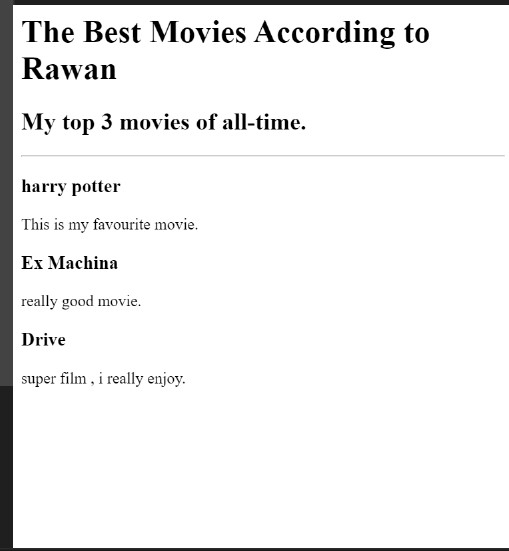 The Best Movies According to
Rawan
My top 3 movies of all-time.
harry potter
This is my favourite movie.
Ex Machina
really good movie.
Drive
super film , i really enjoy.